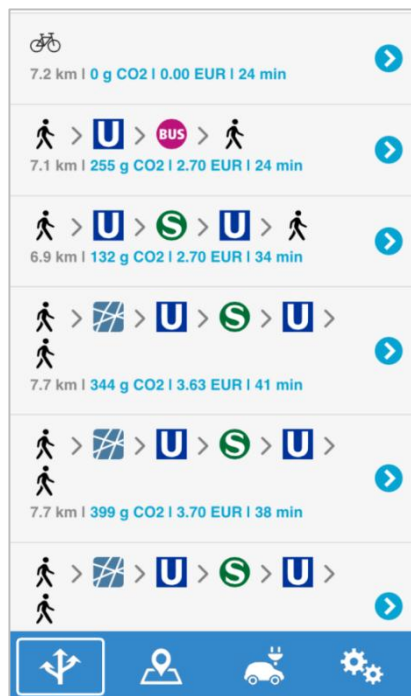 7.2 km I 0 g CO2 I 0.00 EUR I 24 min
U BUS
7.1 km I 255 g CO2 I 2.70 EUR I 24 min
U S U
6.9 km I 132 g CO2 I 2.70 EUR I 34 min
U S U
7.7 km I 344 g CO2 I 3.63 EUR I 41 min
U S U
7.7 km I 399 g CO2 I 3.70 EUR I 38 min
U S U